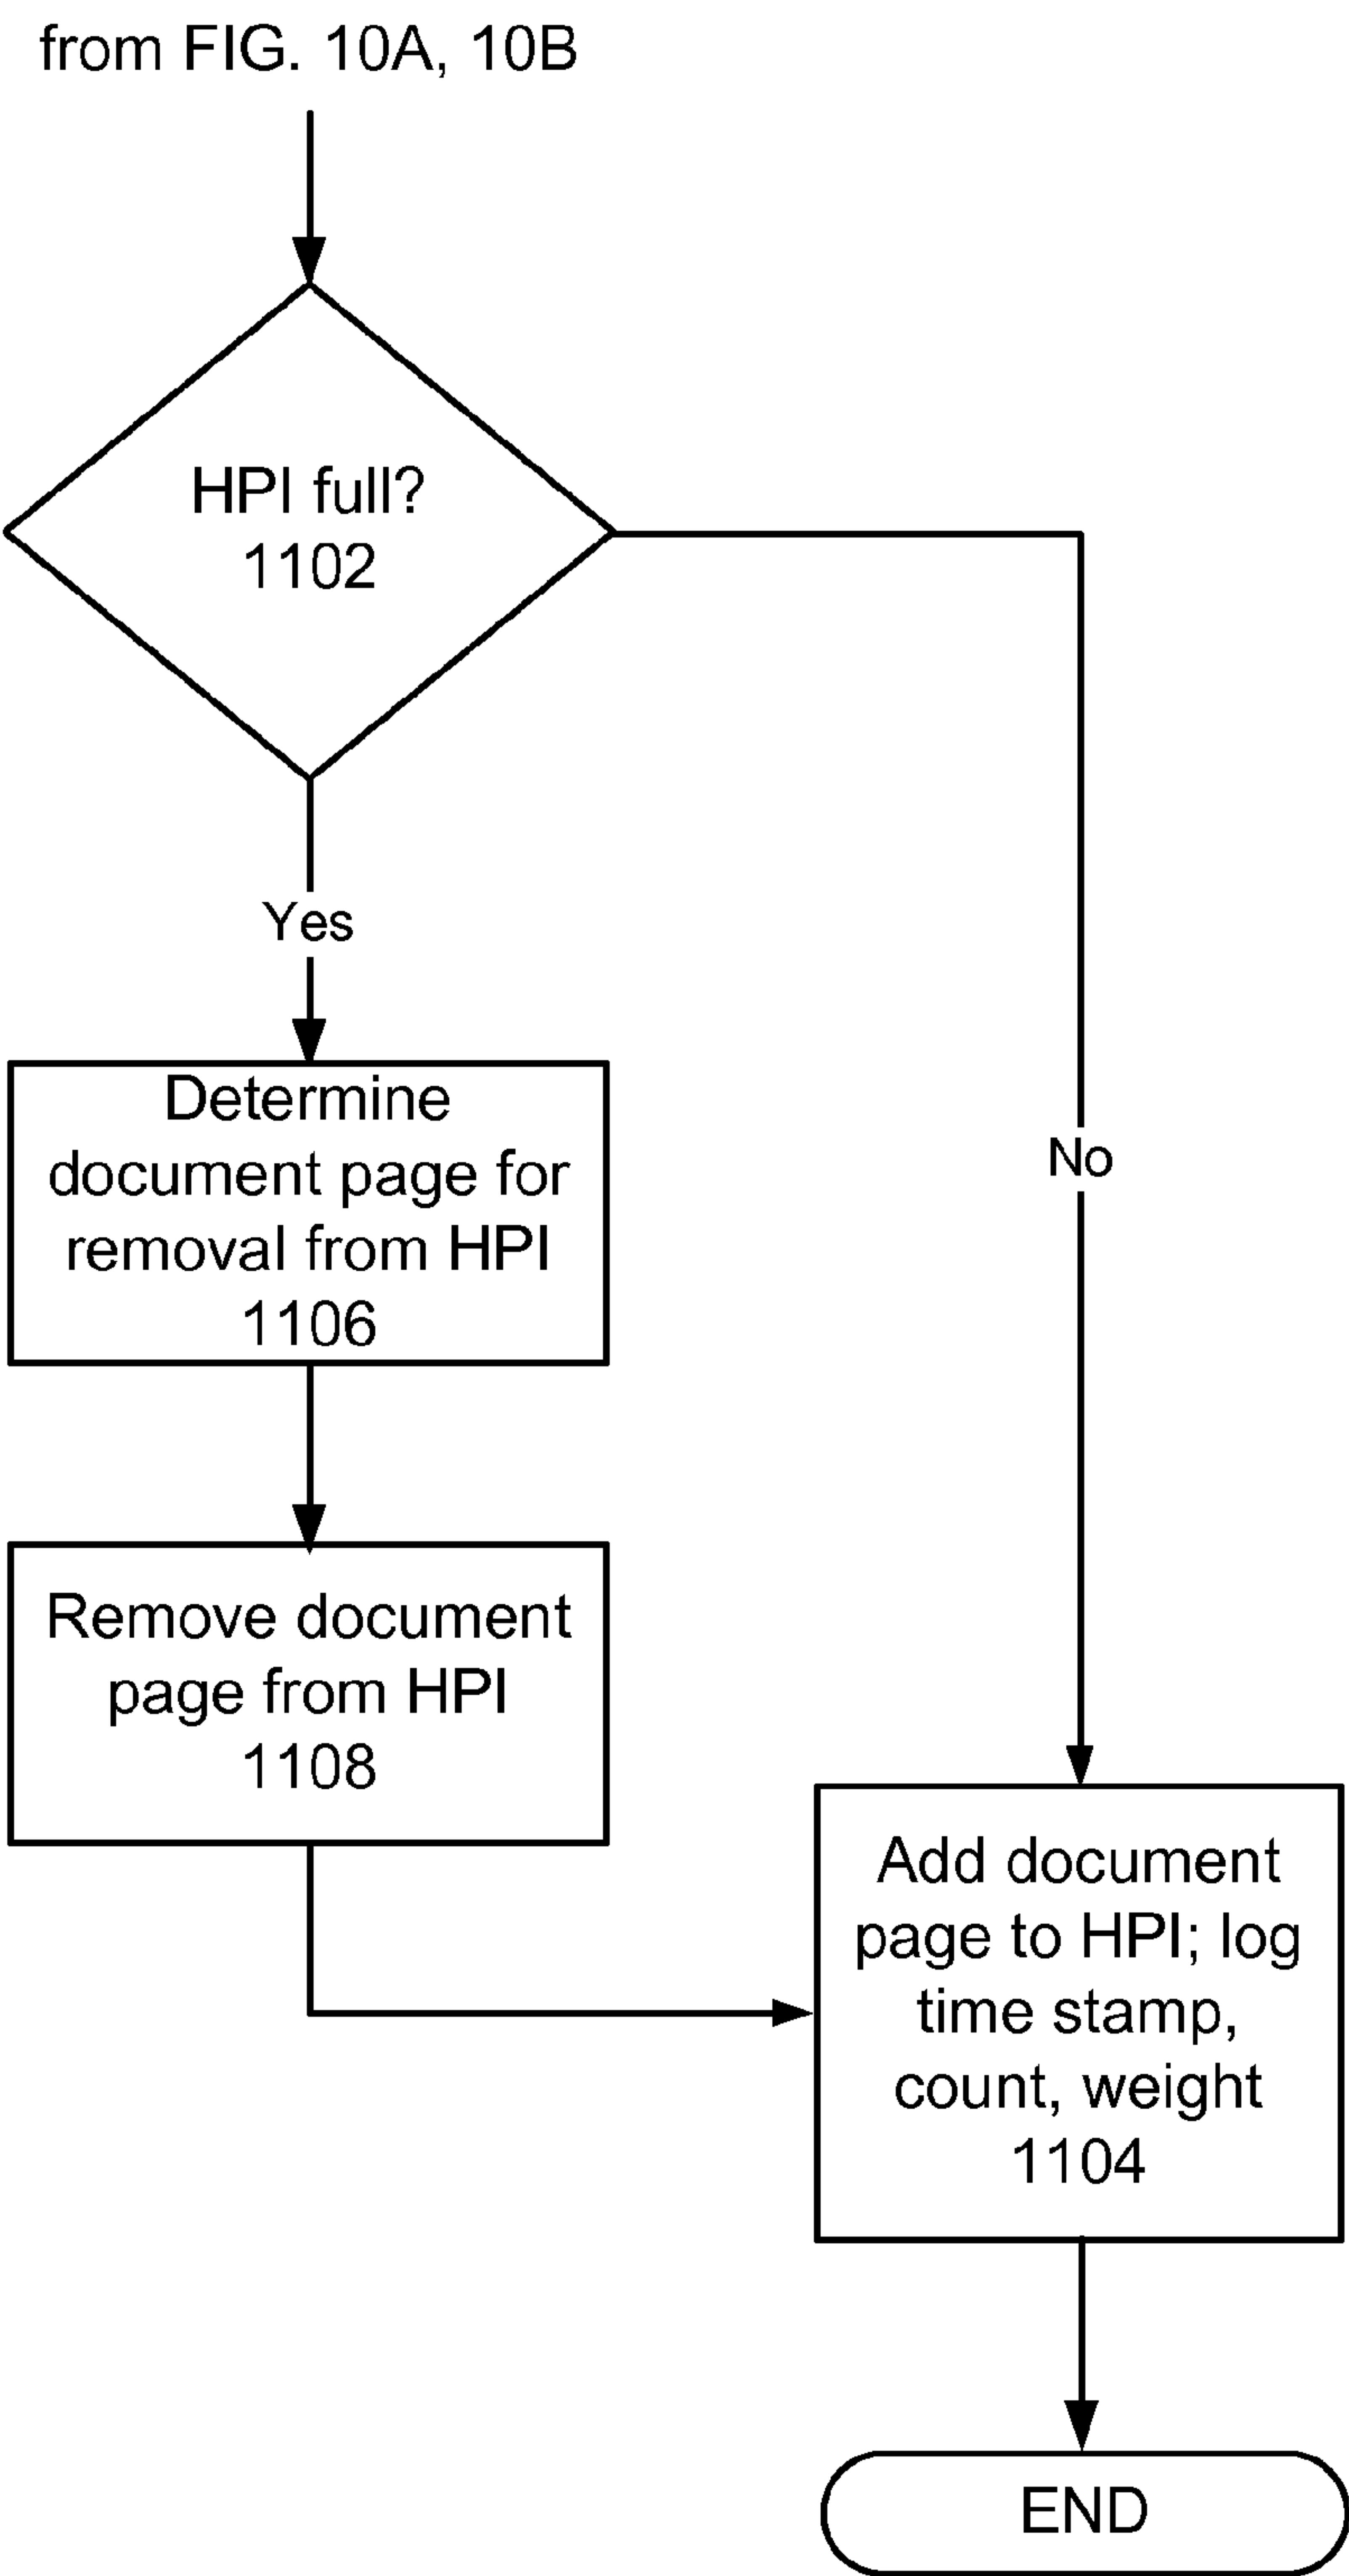 from FIG. 10A, 10B
HPI full?
1102
Yes
No
Determine
document page for
removal from HPI
1106
Remove document
page from HPI
1108
Add document
page to HPI; log
time stamp,
count, weight
1104
END